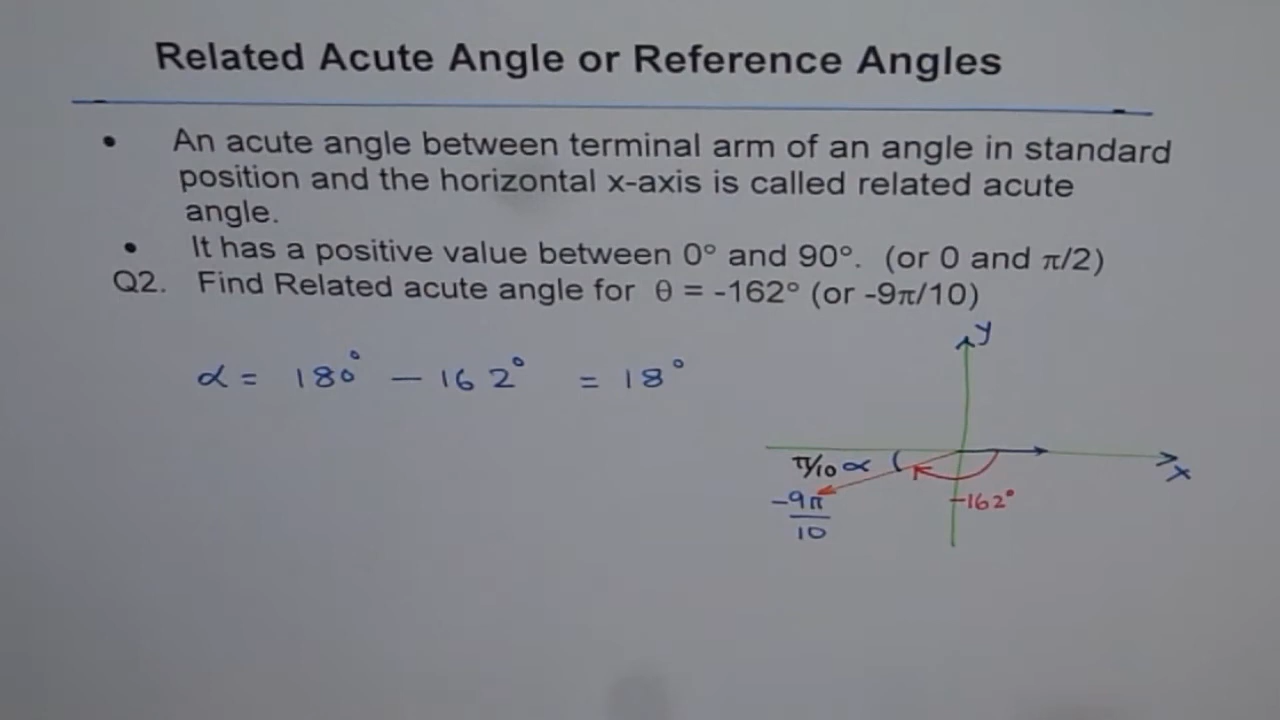 Related Acute Angle or Reference Angles
• An acute angle between terminal arm of an angle in standard
position and the horizontal x-axis is called related acute
angle.
• It has a positive value between 0° and 90°. (or 0 and π/2)
Q2. Find Related acute angle for θ = -162° (or -9π/10)
α = 180° - 162° = 18°
y
x
π/10 α
-162°
-9π
10